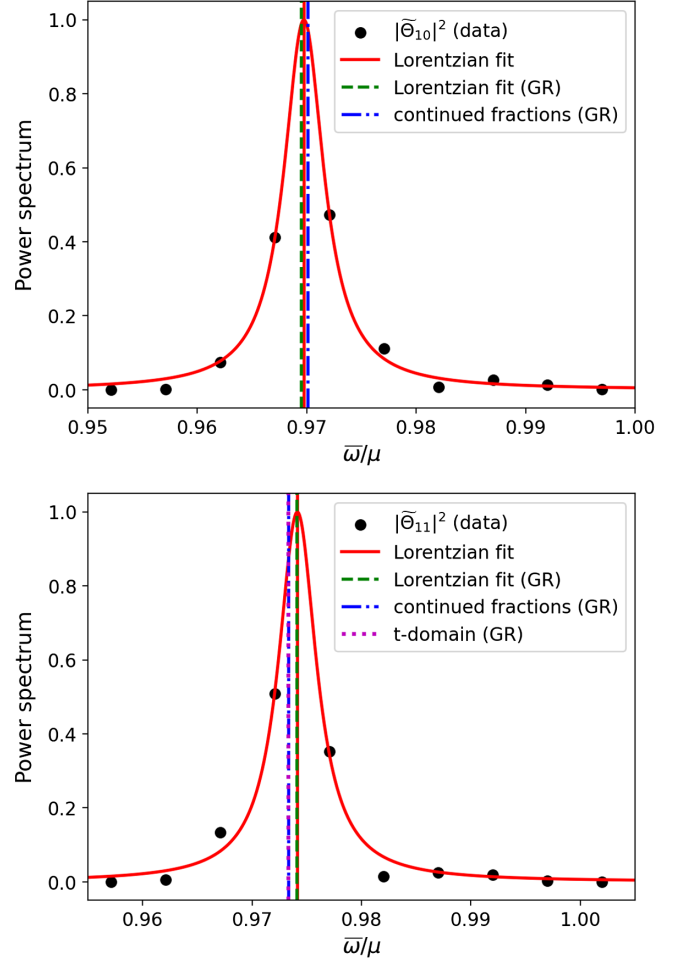 Power spectrum
1.0
0.8
0.6
0.4
0.2
0.0
|Θ̃₁₀|² (data)
Lorentzian fit
Lorentzian fit (GR)
continued fractions (GR)
0.95 0.96 0.97 0.98 0.99 1.00
ω̅/μ
Power spectrum
1.0
0.8
0.6
0.4
0.2
0.0
|Θ̃₁₁|² (data)
Lorentzian fit
Lorentzian fit (GR)
continued fractions (GR)
t-domain (GR)
0.96 0.97 0.98 0.99 1.00
ω̅/μ